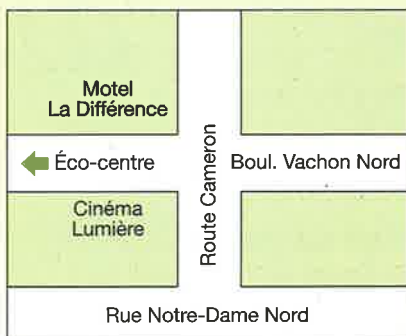 Motel
La Différence
Éco-centre
Route Cameron
Boul. Vachon Nord
Cinéma
Lumière
Rue Notre-Dame Nord